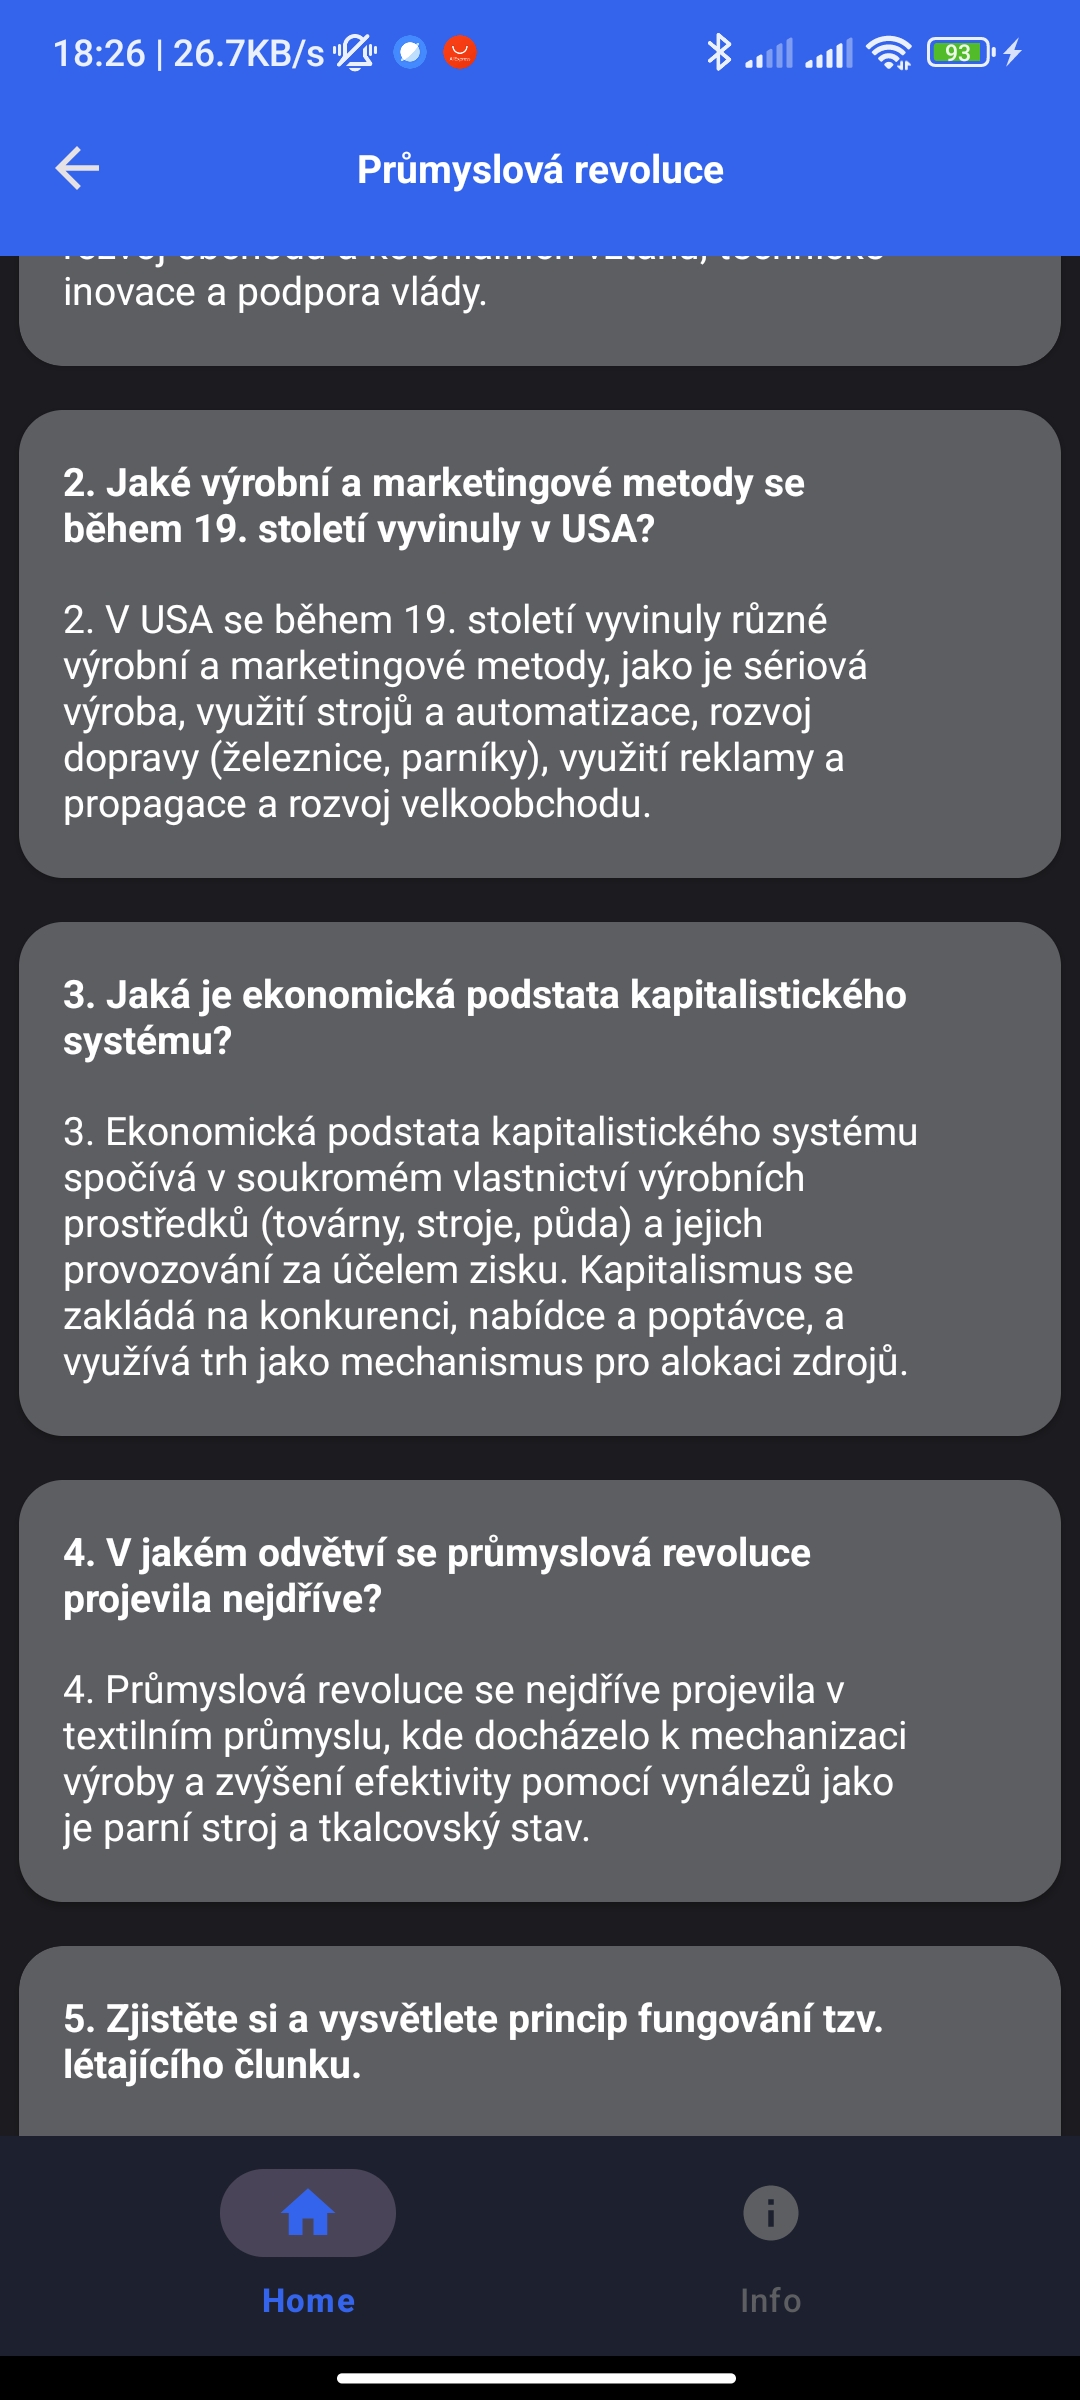 18:26 | 26.7KB/s
93
Průmyslová revoluce
inovace a podpora vlády.
2. Jaké výrobní a marketingové metody se
během 19. století vyvinuly v USA?
2. V USA se během 19. století vyvinuly různé
výrobní a marketingové metody, jako je sériová
výroba, využití strojů a automatizace, rozvoj
dopravy (železnice, parníky), využití reklamy a
propagace a rozvoj velkoobchodu.
3. Jaká je ekonomická podstata kapitalistického
systému?
3. Ekonomická podstata kapitalistického systému
spočívá v soukromém vlastnictví výrobních
prostředků (továrny, stroje, půda) a jejich
provozování za účelem zisku. Kapitalismus se
zakládá na konkurenci, nabídce a poptávce, a
využívá trh jako mechanismus pro alokaci zdrojů.
4. V jakém odvětví se průmyslová revoluce
projevila nejdříve?
4. Průmyslová revoluce se nejdříve projevila v
textilním průmyslu, kde docházelo k mechanizaci
výroby a zvýšení efektivity pomocí vynálezů jako
je parní stroj a tkalcovský stav.
5. Zjistěte si a vysvětlete princip fungování tzv.
létajícího člunku.
Home
Info